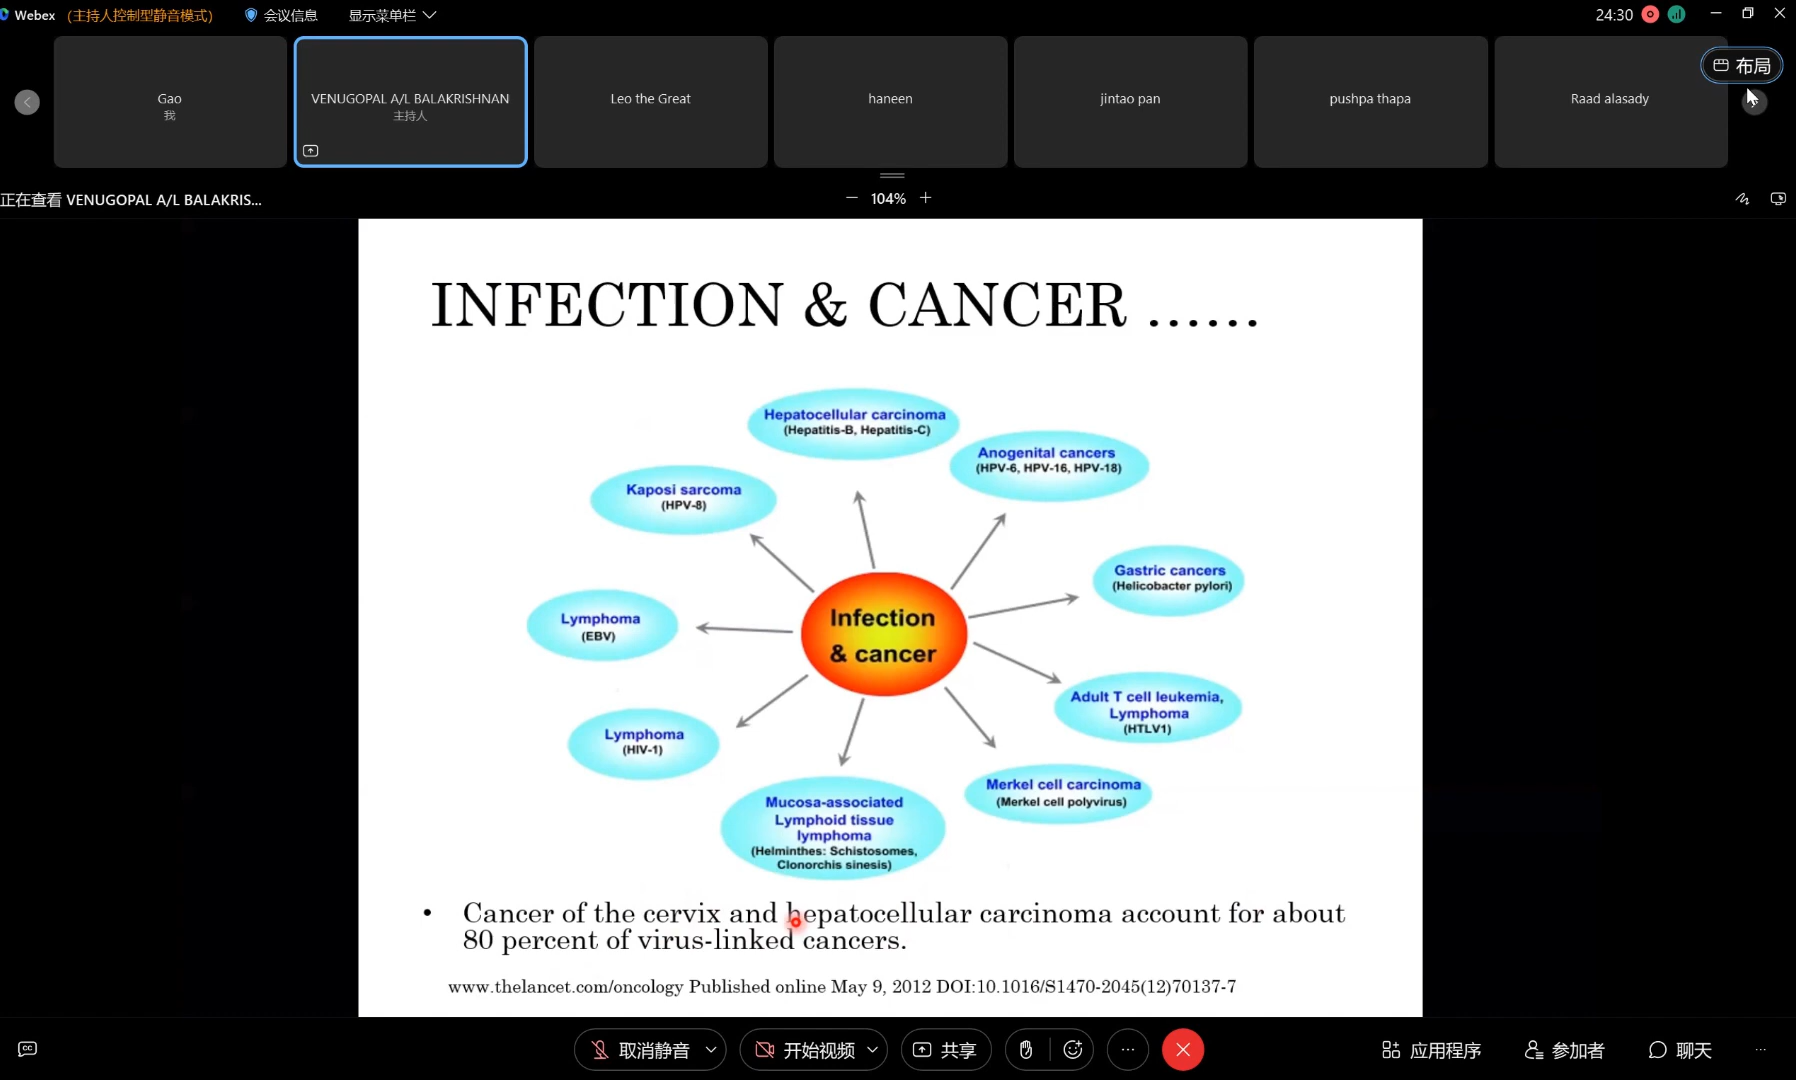 Webex (主持人控制型静音模式) 会议信息 显示菜单栏 24:30
Gao
我
VENUGOPAL A/L BALAKRISHNAN
主持人
Leo the Great
haneen
jintao pan
pushpa thapa
Raad alasady
布局
正在查看 VENUGOPAL A/L BALAKRIS...
104%
INFECTION & CANCER ......
Hepatocellular carcinoma
(Hepatitis-B, Hepatitis-C)
Anogenital cancers
(HPV-6, HPV-16, HPV-18)
Kaposi sarcoma
(HPV-8)
Gastric cancers
(Helicobacter pylori)
Infection
& cancer
Lymphoma
(EBV)
Adult T cell leukemia,
Lymphoma
(HTLV1)
Lymphoma
(HIV-1)
Merkel cell carcinoma
(Merkel cell polyvirus)
Mucosa-associated
Lymphoid tissue
lymphoma
(Helminthes: Schistosomes,
Clonorchis sinesis)
• Cancer of the cervix and hepatocellular carcinoma account for about
80 percent of virus-linked cancers.
www.thelancet.com/oncology Published online May 9, 2012 DOI:10.1016/S1470-2045(12)70137-7
CC 取消静音 开始视频 共享 应用程序 参加者 聊天